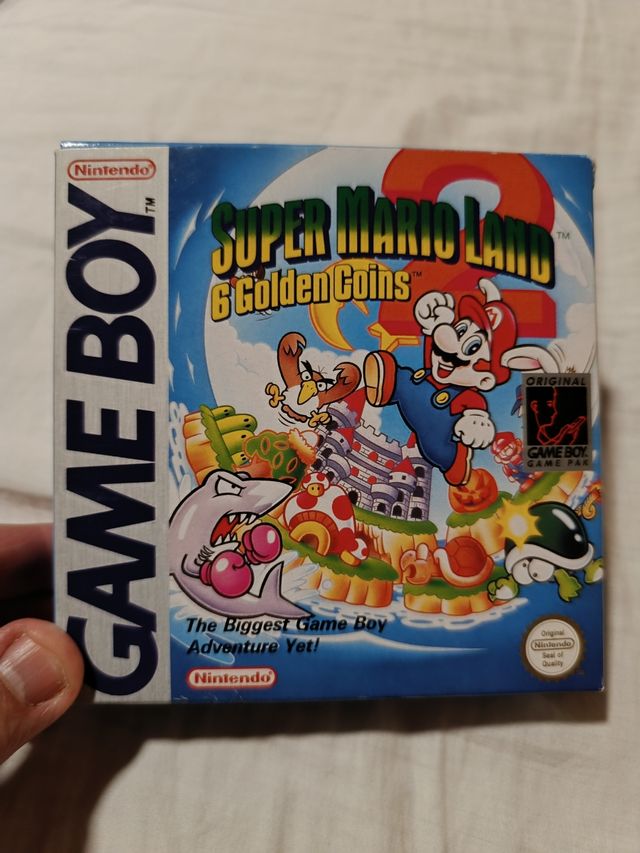 Nintendo®
GAME BOY™
2
SUPER MARIO LAND™
6 Golden Coins™
M
ORIGINAL
GAME BOY
GAME PAK
The Biggest Game Boy
Adventure Yet!
Nintendo®
Original
Nintendo
Seal of
Quality